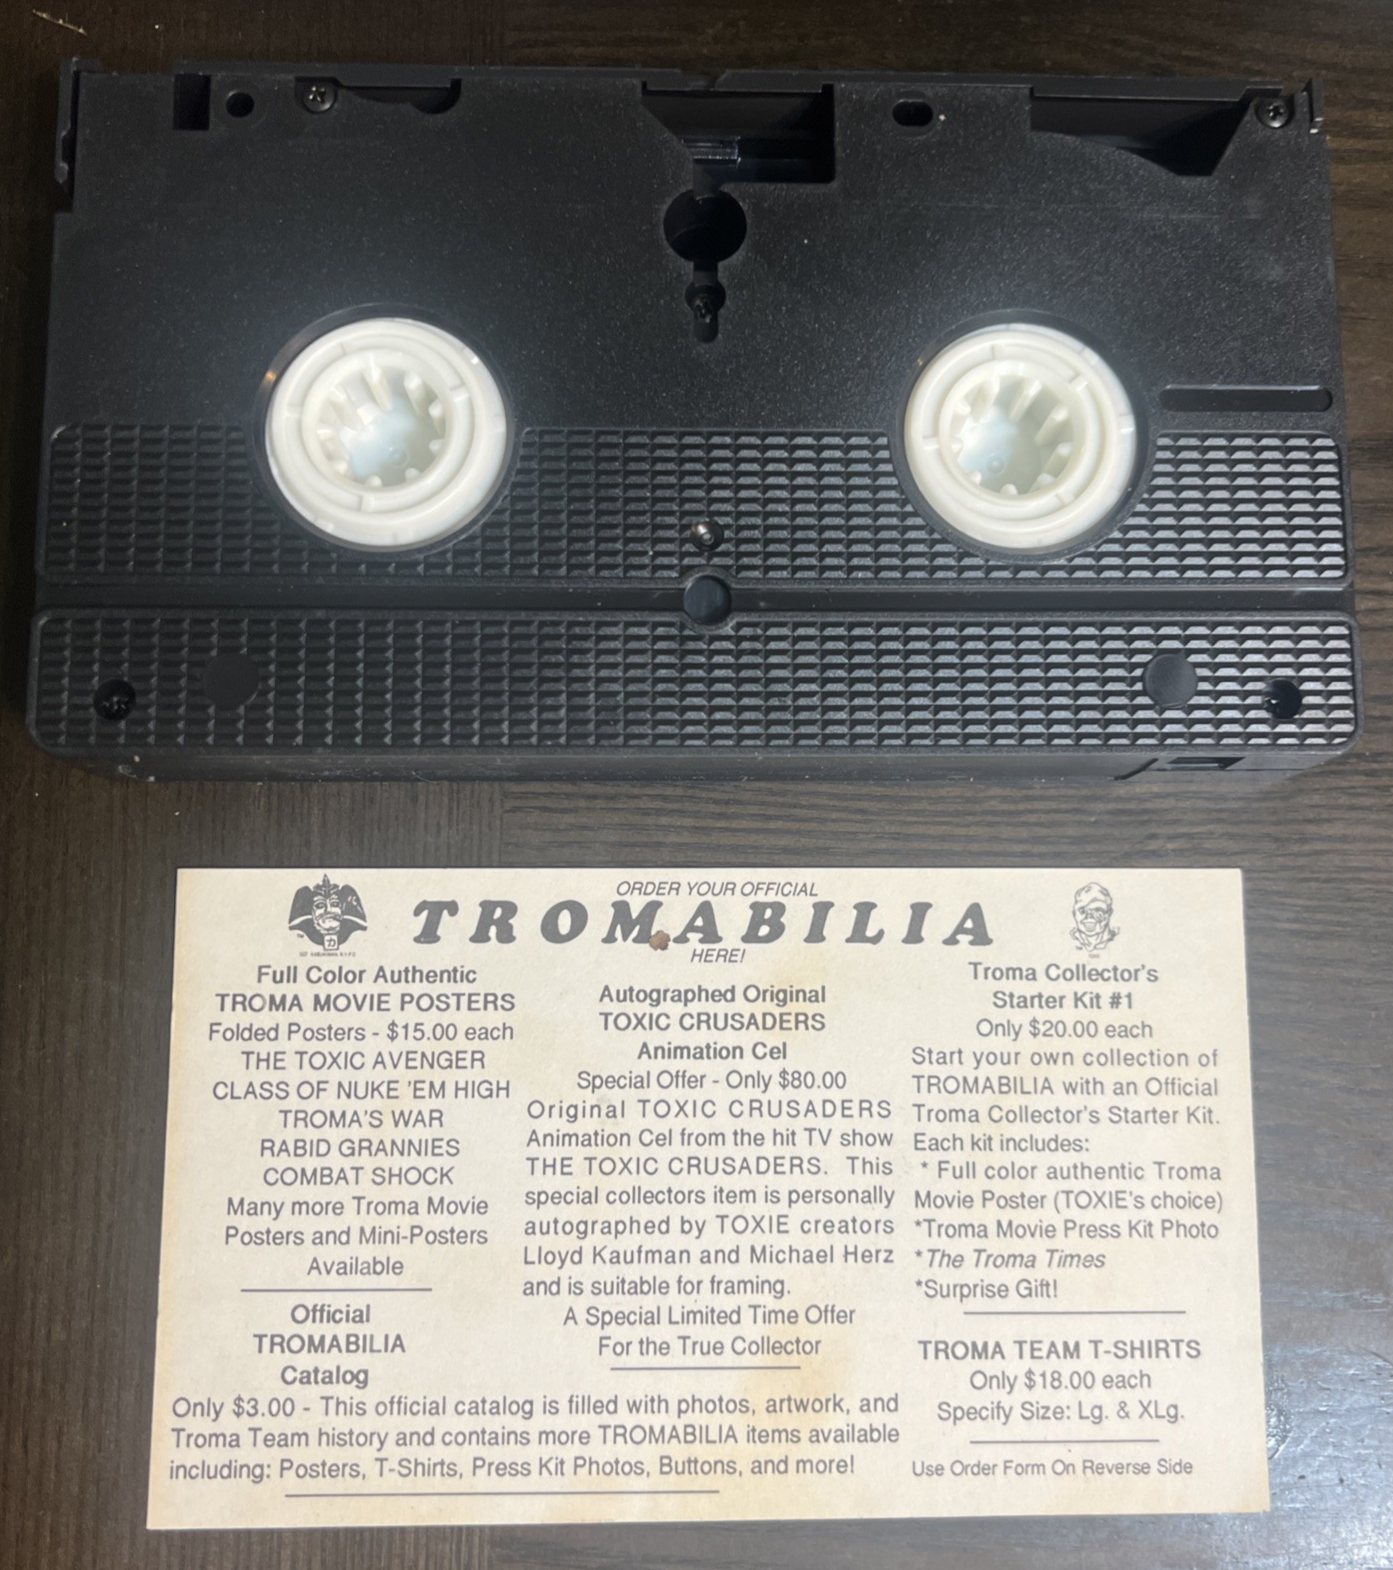 ORDER YOUR OFFICIAL
TROMABILIA
HERE!
Full Color Authentic
TROMA MOVIE POSTERS
Folded Posters - $15.00 each
THE TOXIC AVENGER
CLASS OF NUKE 'EM HIGH
TROMA'S WAR
RABID GRANNIES
COMBAT SHOCK
Many more Troma Movie
Posters and Mini-Posters
Available
Official
TROMABILIA
Catalog
Only $3.00 - This official catalog is filled with photos, artwork, and
Troma Team history and contains more TROMABILIA items available
including: Posters, T-Shirts, Press Kit Photos, Buttons, and more!
Autographed Original
TOXIC CRUSADERS
Animation Cel
Special Offer - Only $80.00
Original TOXIC CRUSADERS
Animation Cel from the hit TV show
THE TOXIC CRUSADERS. This
special collectors item is personally
autographed by TOXIE creators
Lloyd Kaufman and Michael Herz
and is suitable for framing.
A Special Limited Time Offer
For the True Collector
Troma Collector's
Starter Kit #1
Only $20.00 each
Start your own collection of
TROMABILIA with an Official
Troma Collector's Starter Kit.
Each kit includes:
* Full color authentic Troma
Movie Poster (TOXIE's choice)
*Troma Movie Press Kit Photo
*The Troma Times
*Surprise Gift!
TROMA TEAM T-SHIRTS
Only $18.00 each
Specify Size: Lg. & XLg.
Use Order Form On Reverse Side